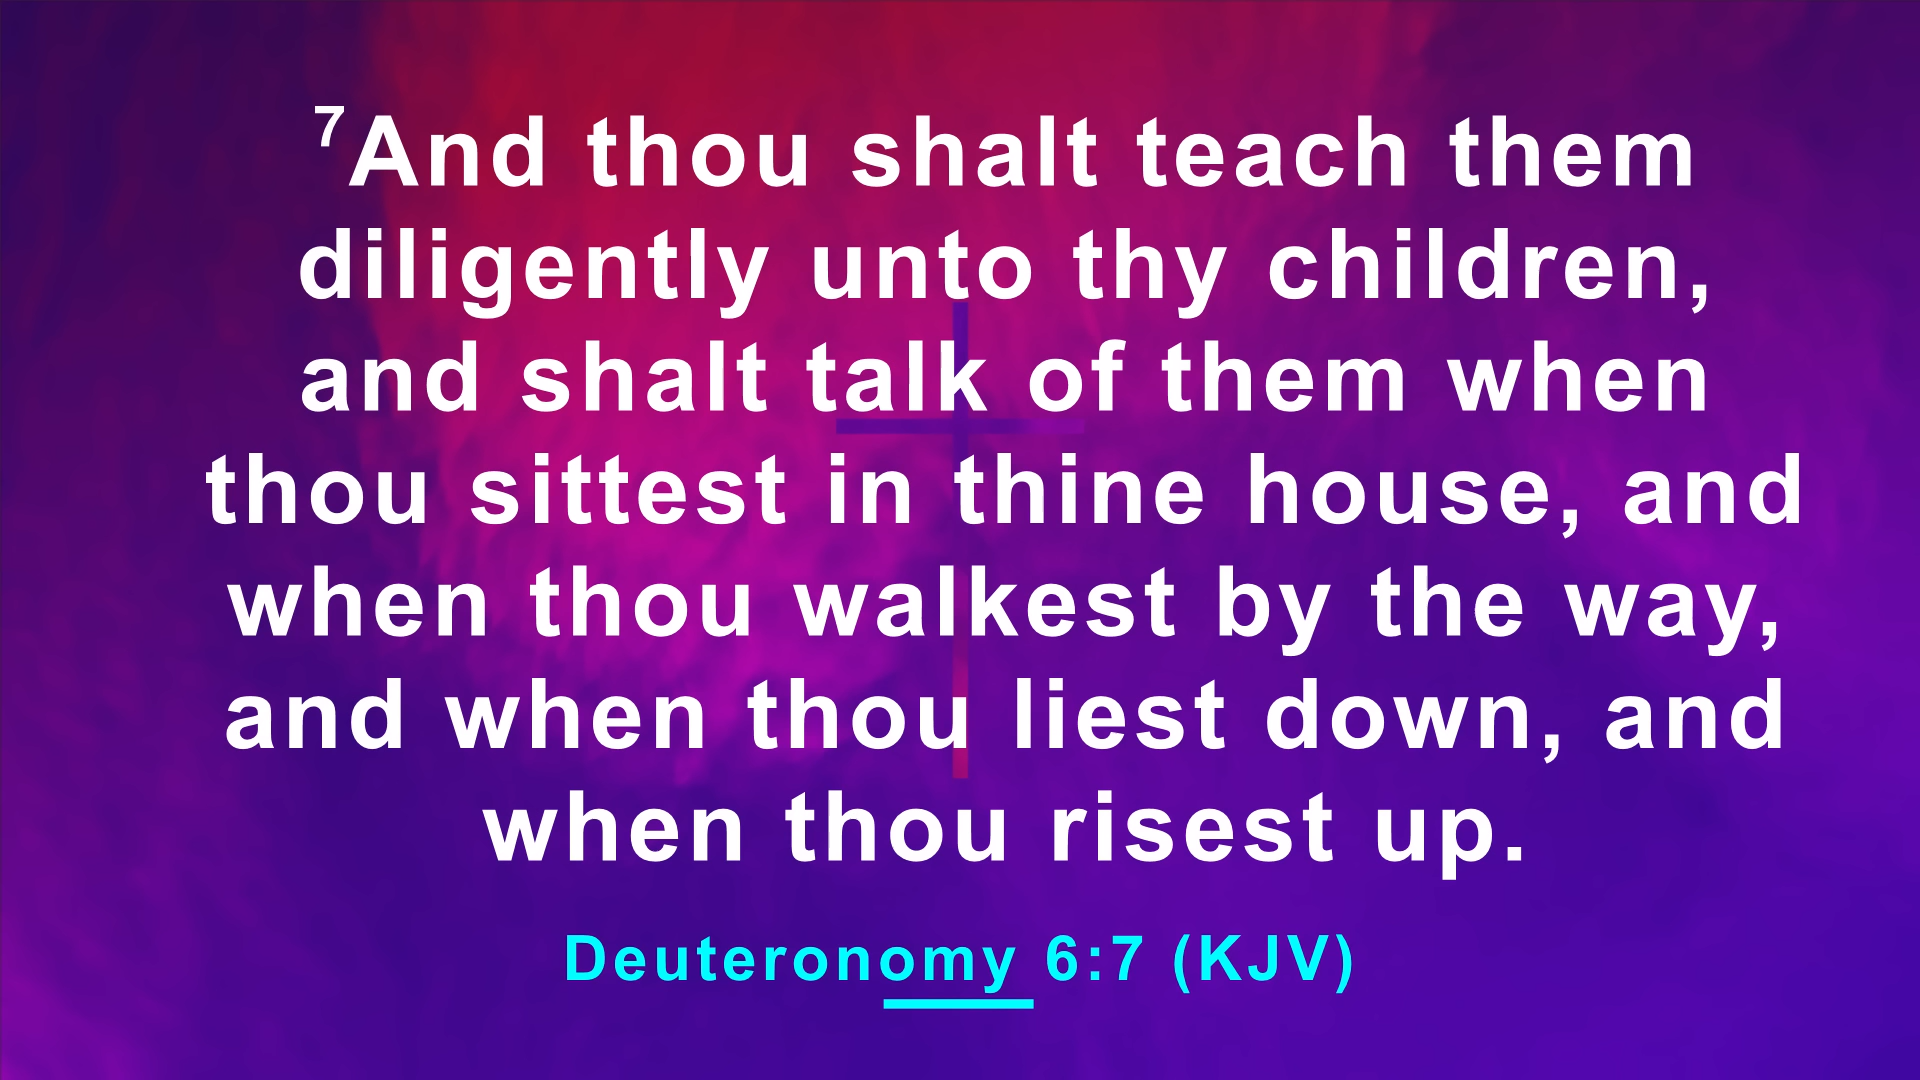 ⁷And thou shalt teach them
diligently unto thy children,
and shalt talk of them when
thou sittest in thine house, and
when thou walkest by the way,
and when thou liest down, and
when thou risest up.
Deuteronomy 6:7 (KJV)